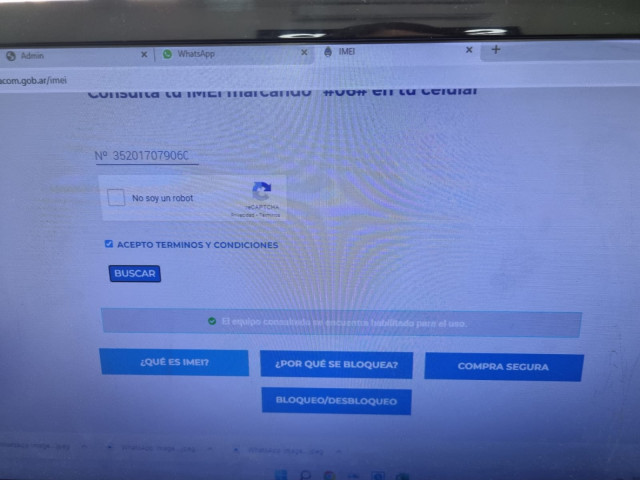 Admin
WhatsApp
IMEI
acom.gob.ar/imei
Consulta tu IMEI marcando *#06# en tu celular
Nº 35201707906C
No soy un robot
reCAPTCHA
Privacidad - Términos
ACEPTO TERMINOS Y CONDICIONES
BUSCAR
El equipo consultado se encuentra habilitado para el uso.
¿QUÉ ES IMEI?
¿POR QUÉ SE BLOQUEA?
COMPRA SEGURA
BLOQUEO/DESBLOQUEO